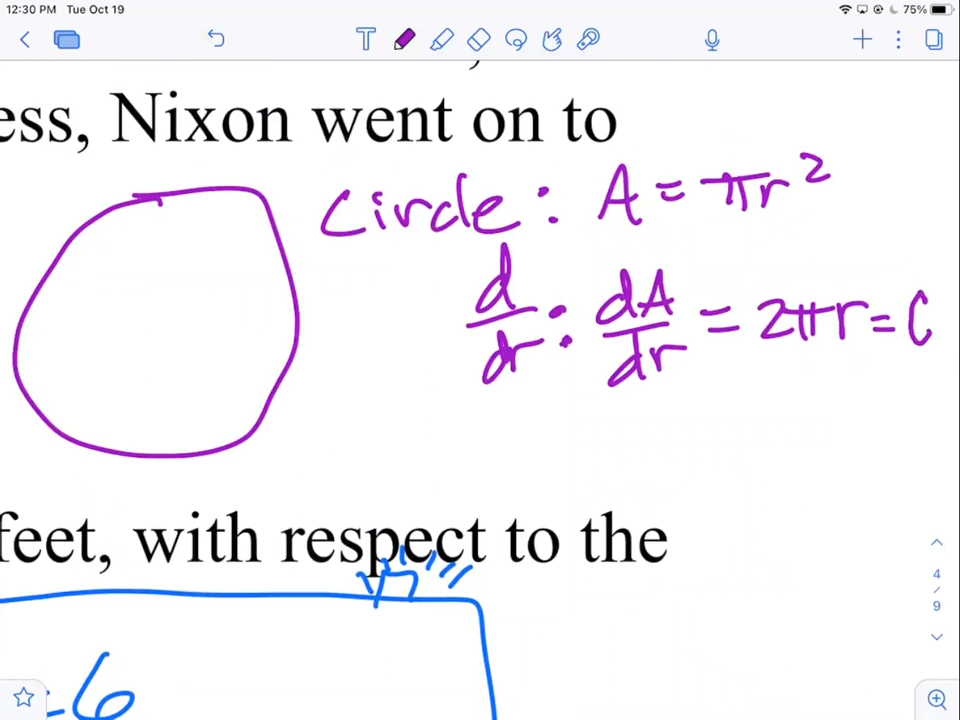 12:30 PM Tue Oct 19
75%
ess, Nixon went on to
circle: A = πr²
d/dr : dA/dr = 2πr = C
feet, with respect to the
6
4/9